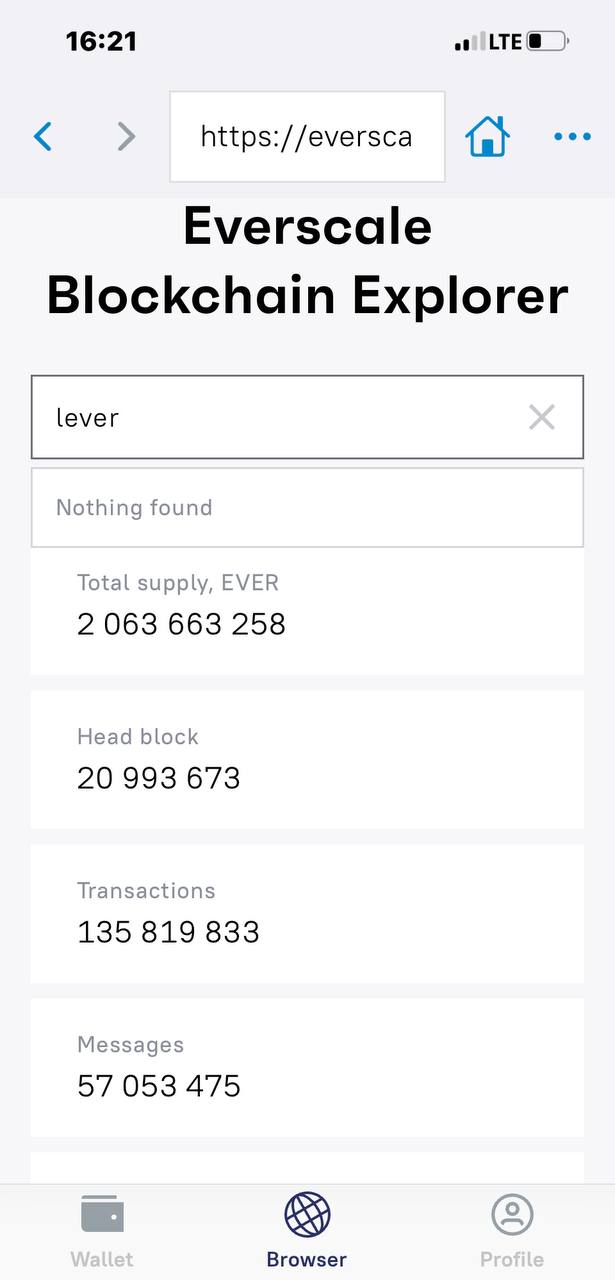 16:21
LTE
https://eversca
Everscale
Blockchain Explorer
lever
Nothing found
Total supply, EVER
2 063 663 258
Head block
20 993 673
Transactions
135 819 833
Messages
57 053 475
Wallet
Browser
Profile